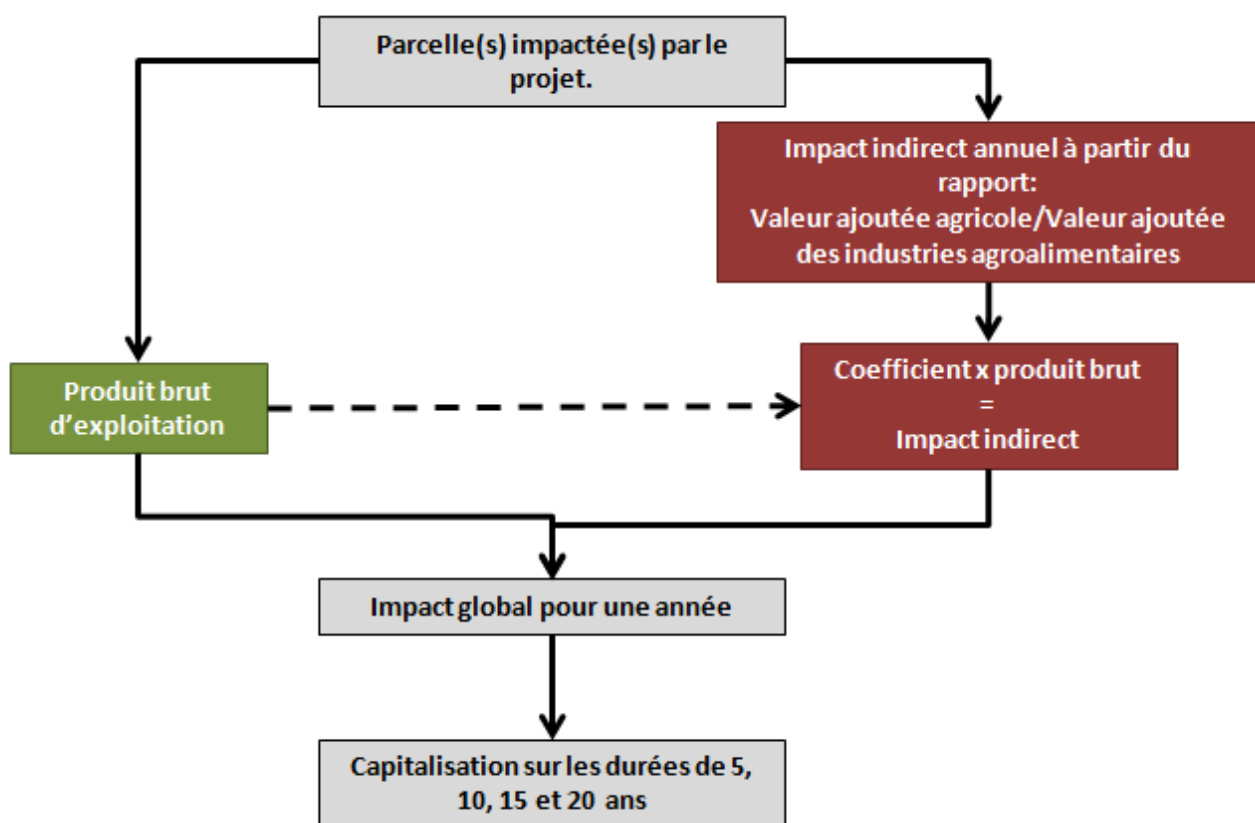 Parcelle(s) impactée(s) par le
projet.
Impact indirect annuel à partir du
rapport:
Valeur ajoutée agricole/Valeur ajoutée
des industries agroalimentaires
Produit brut
d’exploitation
Coefficient x produit brut
=
Impact indirect
Impact global pour une année
Capitalisation sur les durées de 5,
10, 15 et 20 ans